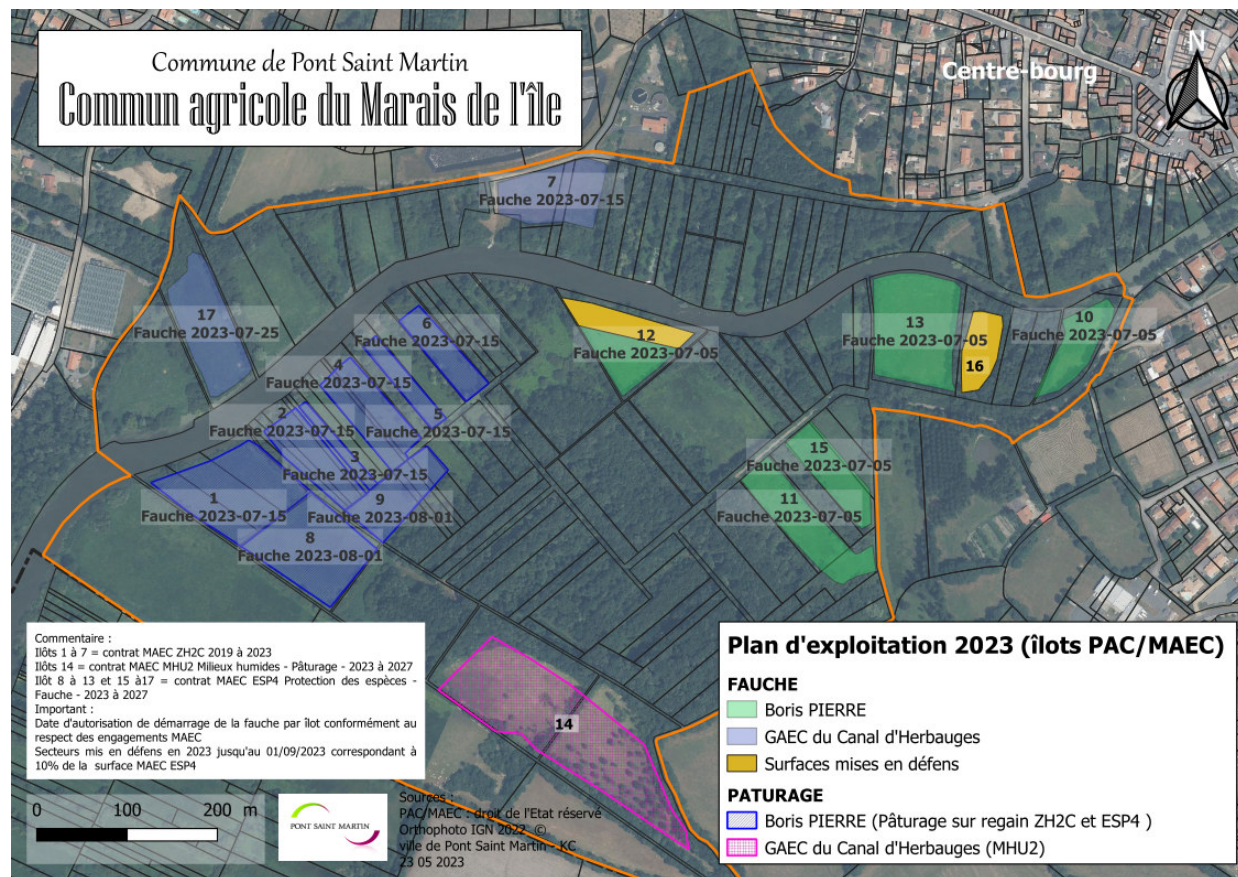 Commune de Pont Saint Martin
Commun agricole du Marais de l'île
N
Centre-bourg
7
Fauche 2023-07-15
17
Fauche 2023-07-25
6
Fauche 2023-07-15
4
Fauche 2023-07-15
5
Fauche 2023-07-15
2
Fauche 2023-07-15
3
Fauche 2023-07-15
1
Fauche 2023-07-15
9
Fauche 2023-08-01
8
Fauche 2023-08-01
12
Fauche 2023-07-05
13
Fauche 2023-07-05
16
10
Fauche 2023-07-05
15
Fauche 2023-07-05
11
Fauche 2023-07-05
14
Commentaire :
Ilôts 1 à 7 = contrat MAEC ZH2C 2019 à 2023
Ilôts 14 = contrat MAEC MHU2 Milieux humides - Pâturage - 2023 à 2027
Ilôt 8 à 13 et 15 à17 = contrat MAEC ESP4 Protection des espèces -
Fauche - 2023 à 2027
Important :
Date d'autorisation de démarrage de la fauche par îlot conformément au
respect des engagements MAEC
Secteurs mis en défens en 2023 jusqu'au 01/09/2023 correspondant à
10% de la surface MAEC ESP4
0 100 200 m
PONT SAINT MARTIN
Sources :
PAC/MAEC : droit de l'Etat réservé
Orthophoto IGN 2022 ©
ville de Pont Saint Martin - KC
23 05 2023
Plan d'exploitation 2023 (îlots PAC/MAEC)
FAUCHE
Boris PIERRE
GAEC du Canal d'Herbauges
Surfaces mises en défens
PATURAGE
Boris PIERRE (Pâturage sur regain ZH2C et ESP4 )
GAEC du Canal d'Herbauges (MHU2)